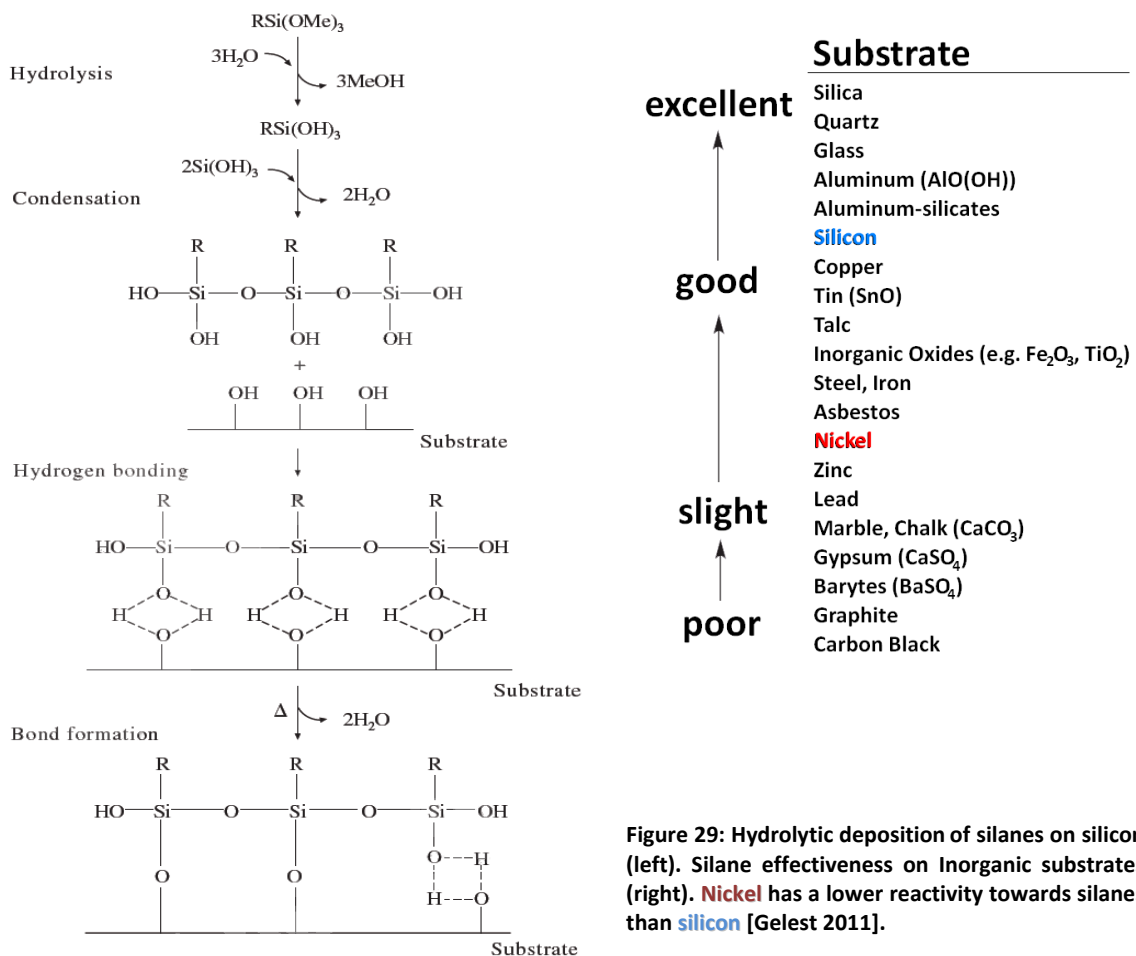 RSi(OMe)₃
3H₂O
Hydrolysis
3MeOH
RSi(OH)₃
2Si(OH)₃
Condensation
2H₂O
R R R
HO—Si—O—Si—O—Si—OH
OH OH OH
+
OH OH OH
Substrate
Hydrogen bonding
R R R
HO—Si—O—Si—O—Si—OH
O O O
H H H H H H
O O O
Substrate
Δ 2H₂O
Bond formation
R R R
HO—Si—O—Si—O—Si—OH
O---H
O O H---O
Substrate
excellent
good
slight
poor
Substrate
Silica
Quartz
Glass
Aluminum (AlO(OH))
Aluminum-silicates
Silicon
Copper
Tin (SnO)
Talc
Inorganic Oxides (e.g. Fe₂O₃, TiO₂)
Steel, Iron
Asbestos
Nickel
Zinc
Lead
Marble, Chalk (CaCO₃)
Gypsum (CaSO₄)
Barytes (BaSO₄)
Graphite
Carbon Black
Figure 29: Hydrolytic deposition of silanes on silicon
(left). Silane effectiveness on Inorganic substrate
(right). Nickel has a lower reactivity towards silane
than silicon [Gelest 2011].